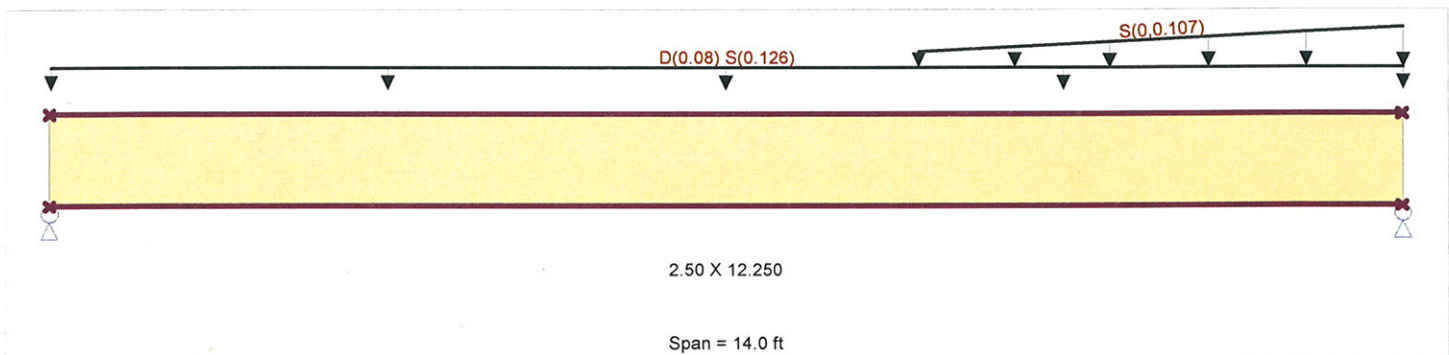 S(0,0.107)
D(0.08) S(0.126)
2.50 X 12.250
Span = 14.0 ft